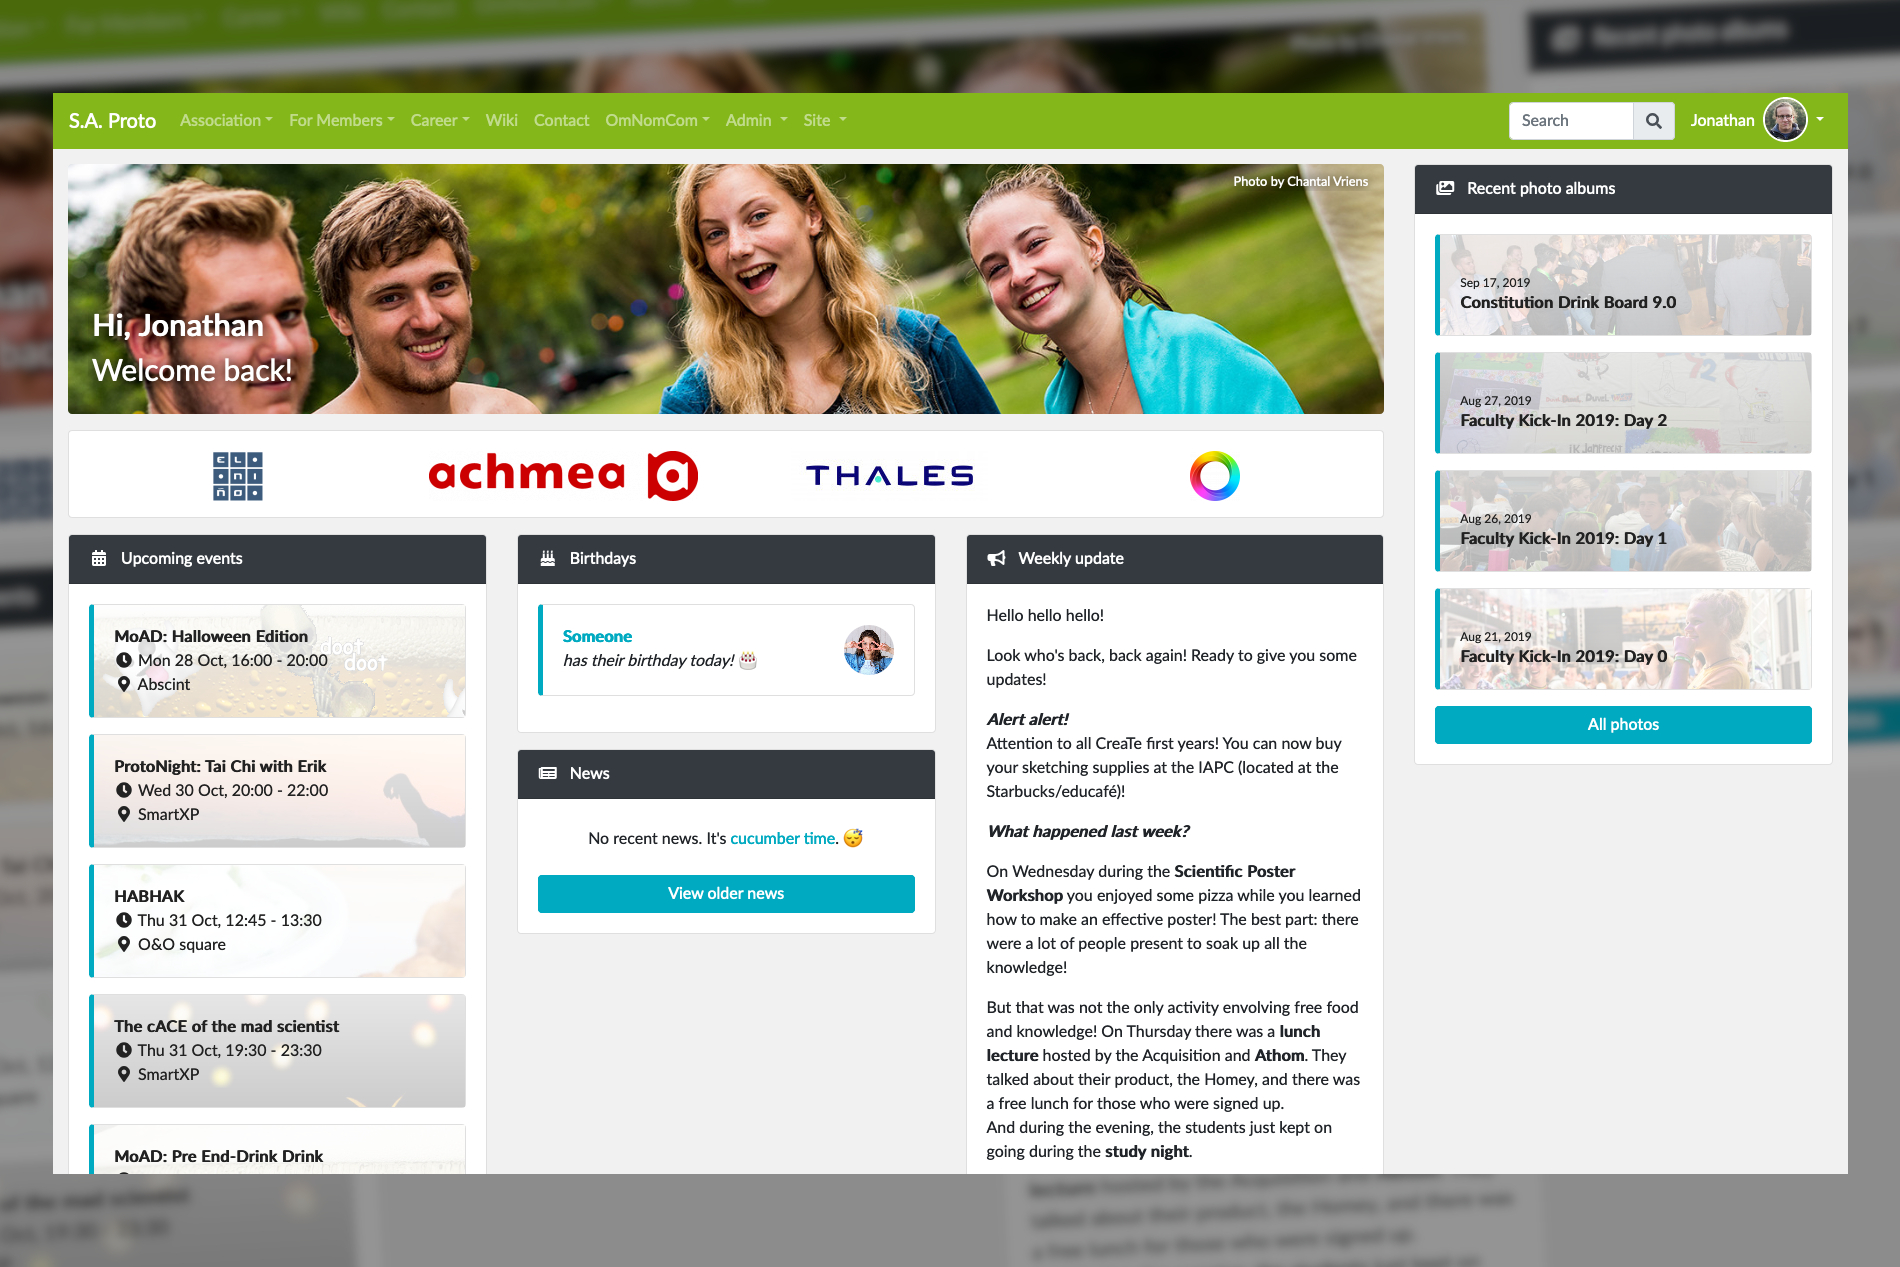 S.A. Proto
Association
For Members
Career
Wiki
Contact
OmNomCom
Admin
Site
Search
Jonathan
Photo by Chantal Vriens
Hi, Jonathan
Welcome back!
EL
NI
ÑO.
achmea
THALES
Upcoming events
MoAD: Halloween Edition
Mon 28 Oct, 16:00 - 20:00
Abscint
doot
doot
ProtoNight: Tai Chi with Erik
Wed 30 Oct, 20:00 - 22:00
SmartXP
HABHAK
Thu 31 Oct, 12:45 - 13:30
O&O square
The cACE of the mad scientist
Thu 31 Oct, 19:30 - 23:30
SmartXP
MoAD: Pre End-Drink Drink
Birthdays
Someone
has their birthday today! 🎂
News
No recent news. It's cucumber time. 😴
View older news
Weekly update
Hello hello hello!
Look who's back, back again! Ready to give you some
updates!
Alert alert!
Attention to all CreaTe first years! You can now buy
your sketching supplies at the IAPC (located at the
Starbucks/educafé)!
What happened last week?
On Wednesday during the Scientific Poster
Workshop you enjoyed some pizza while you learned
how to make an effective poster! The best part: there
were a lot of people present to soak up all the
knowledge!
But that was not the only activity envolving free food
and knowledge! On Thursday there was a lunch
lecture hosted by the Acquisition and Athom. They
talked about their product, the Homey, and there was
a free lunch for those who were signed up.
And during the evening, the students just kept on
going during the study night.
Recent photo albums
Sep 17, 2019
Constitution Drink Board 9.0
Aug 27, 2019
Faculty Kick-In 2019: Day 2
Aug 26, 2019
Faculty Kick-In 2019: Day 1
Aug 21, 2019
Faculty Kick-In 2019: Day 0
All photos